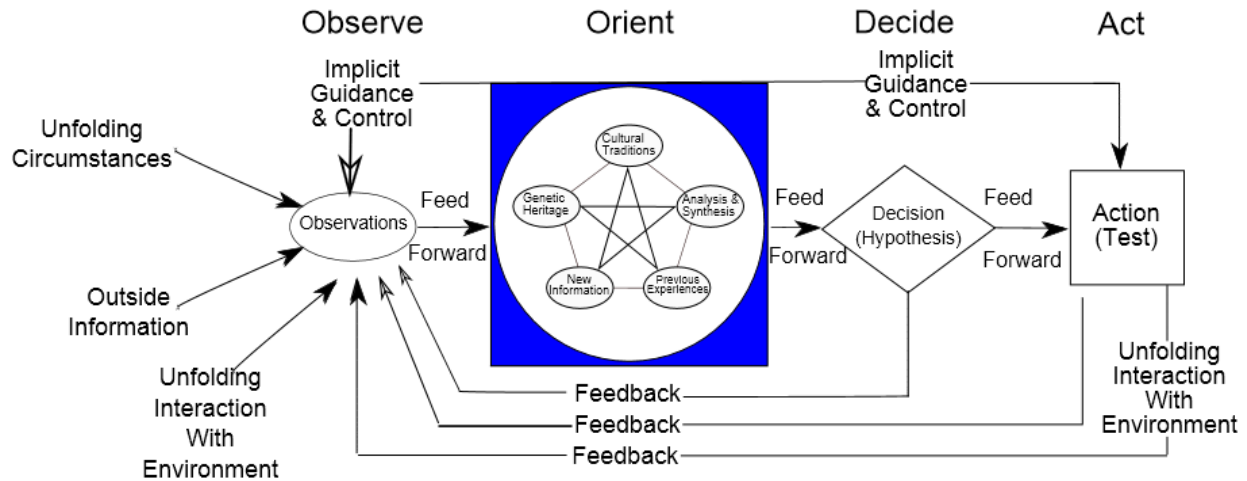 Observe
Orient
Decide
Act
Implicit
Guidance
& Control
Implicit
Guidance
& Control
Unfolding
Circumstances
Observations
Feed
Forward
Cultural
Traditions
Genetic
Heritage
Analysis &
Synthesis
New
Information
Previous
Experiences
Feed
Forward
Decision
(Hypothesis)
Feed
Forward
Action
(Test)
Outside
Information
Unfolding
Interaction
With
Environment
Feedback
Feedback
Feedback
Unfolding
Interaction
With
Environment